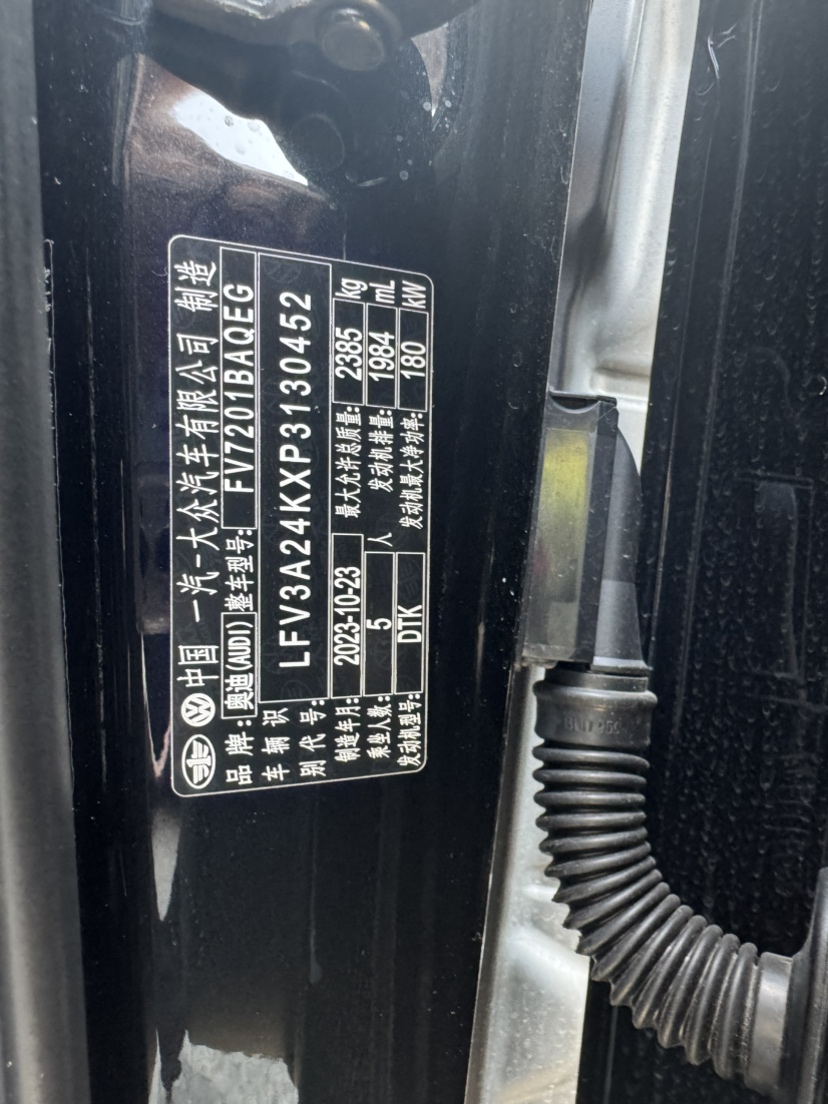 中国 一汽-大众汽车有限公司 制造
品牌: 奥迪(AUDI) 整车型号: FV7201BAQEG
车辆识别代号: LFV3A24KXP3130452
制造年月: 2023-10-23 最大允许总质量: 2385 kg
乘坐人数: 5 人 发动机排量: 1984 mL
发动机型号: DTK 发动机最大净功率: 180 kW